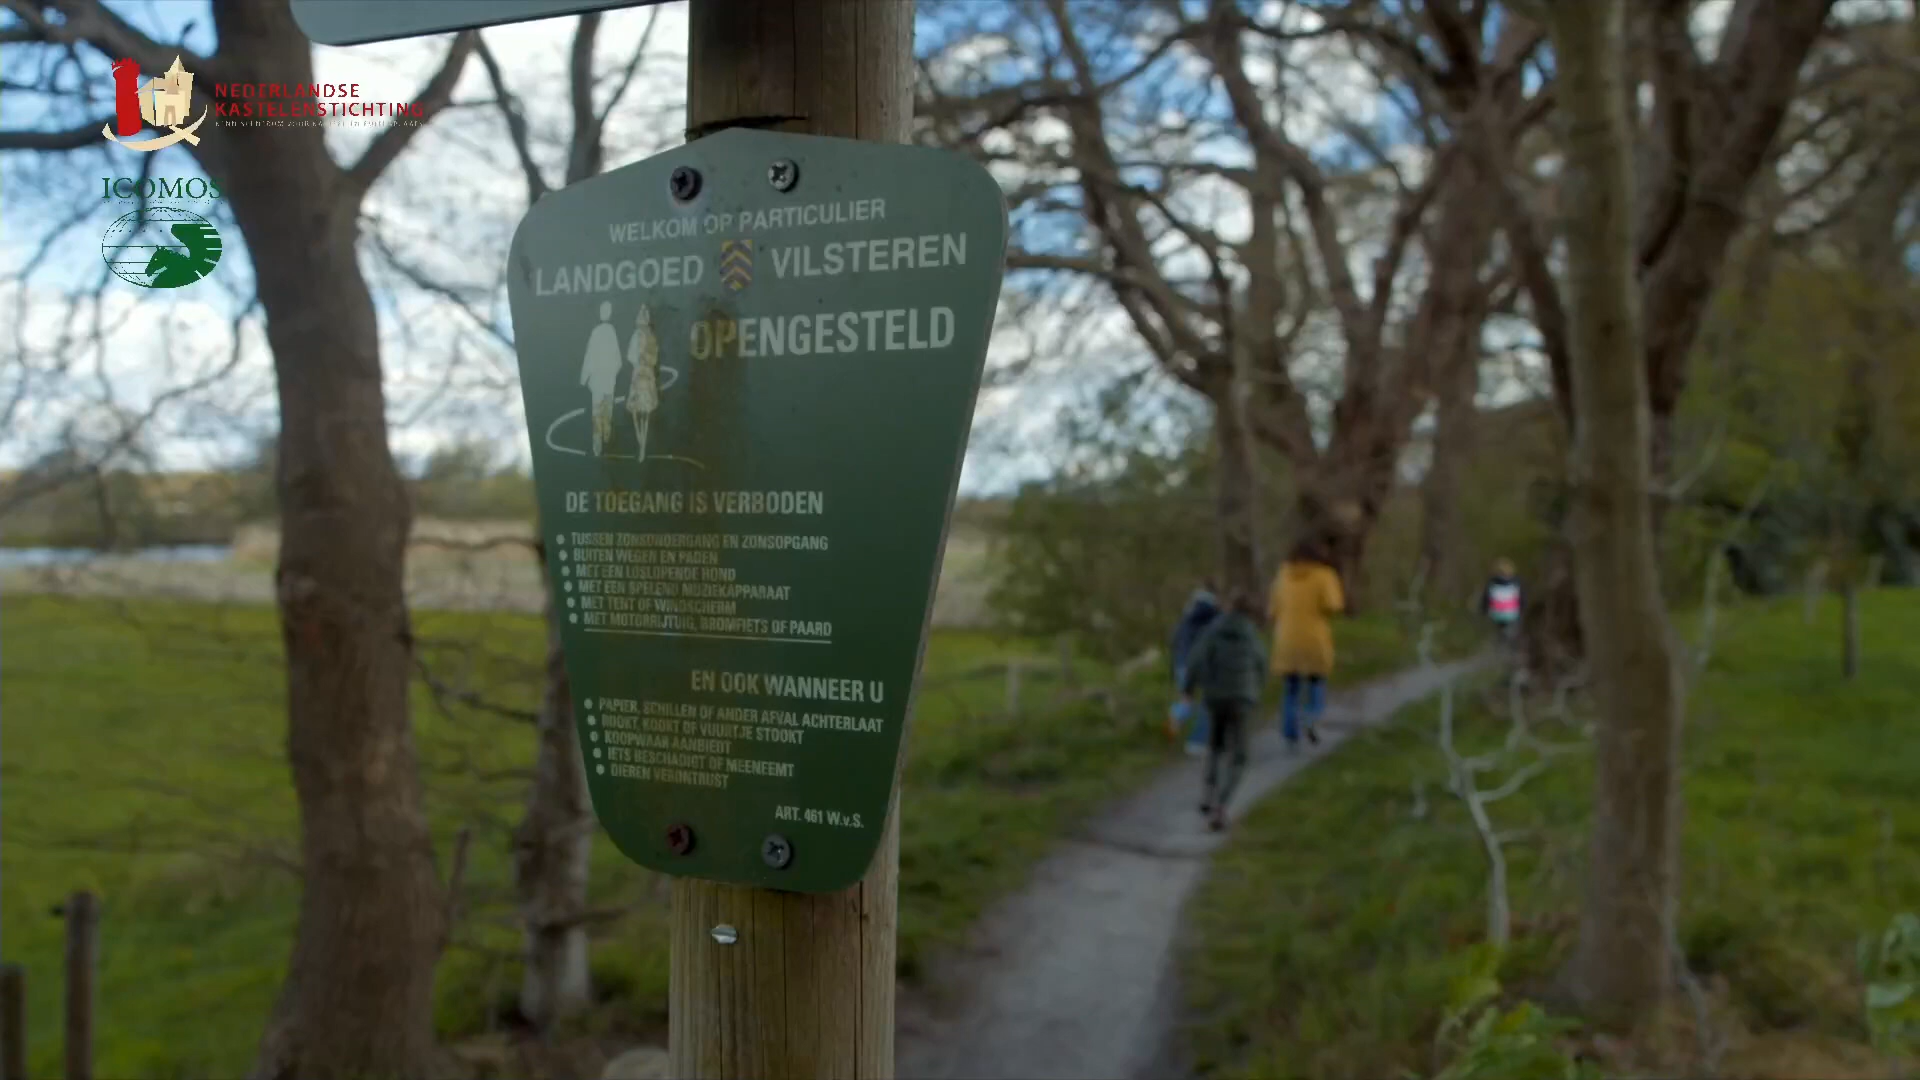 NEDERLANDSE
KASTELENSTICHTING
ICOMOS
WELKOM OP PARTICULIER
LANDGOED VILSTEREN
OPENGESTELD
DE TOEGANG IS VERBODEN
• TUSSEN ZONSONDERGANG EN ZONSOPGANG
• BUITEN WEGEN EN PADEN
• MET EEN LOSLOPENDE HOND
• MET EEN SPELEND MUZIEKAPPARAAT
• MET TENT OF WINDSCHERM
• MET MOTORRIJTUIG, BROMFIETS OF PAARD
EN OOK WANNEER U
• PAPIER, SCHILLEN OF ANDER AFVAL ACHTERLAAT
• ROOKT, KOOKT OF VUURTJE STOOKT
• KOOPWAAR AANBIEDT
• IETS BESCHADIGT OF MEENEEMT
• DIEREN VERONTRUST
ART. 461 W.v.S.